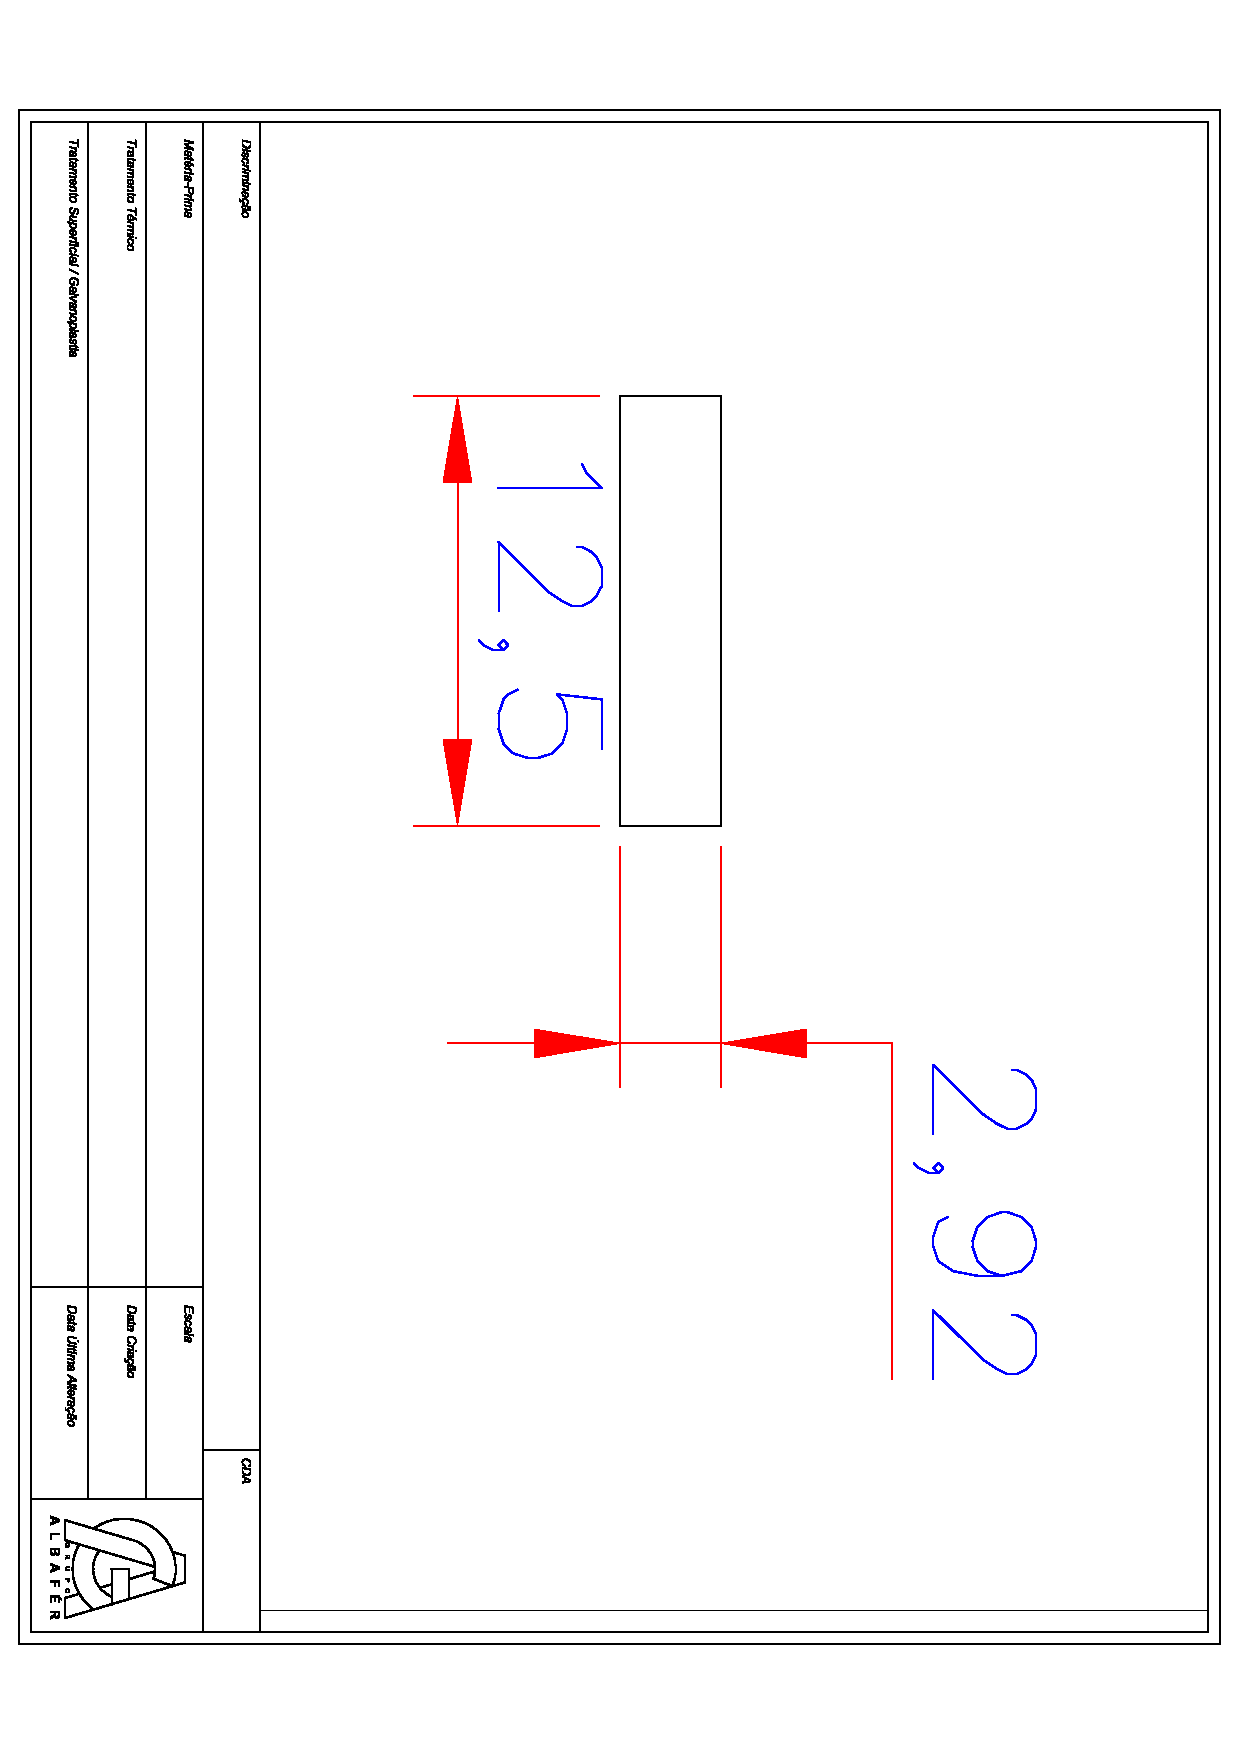 12,5
2,92
Discriminação
CDA
Matéria-Prima
Escala
Tratamento Térmico
Data Criação
Tratamento Superficial / Galvanoplastia
Data Última Alteração
GRUPO
ALBAFÉR